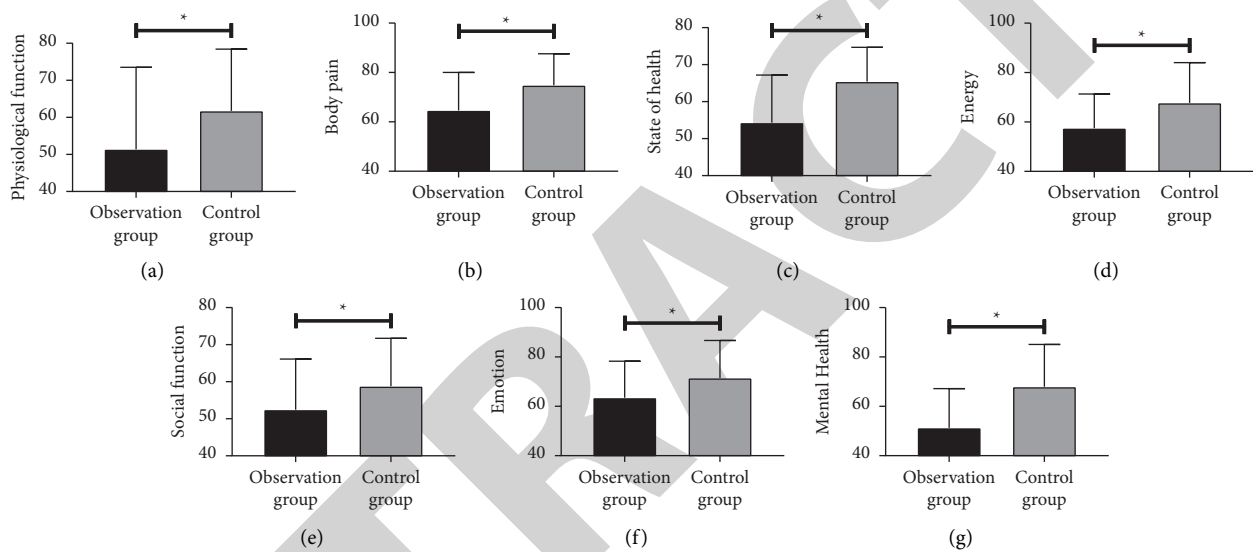 Physiological function
80
70
60
50
40
*
Observation group
Control group
(a)
Body pain
100
80
60
40
*
Observation group
Control group
(b)
State of health
80
70
60
50
40
*
Observation group
Control group
(c)
Energy
100
80
60
40
*
Observation group
Control group
(d)
Social function
80
70
60
50
40
*
Observation group
Control group
(e)
Emotion
100
80
60
40
*
Observation group
Control group
(f)
Mental Health
100
80
60
40
*
Observation group
Control group
(g)
TRACT